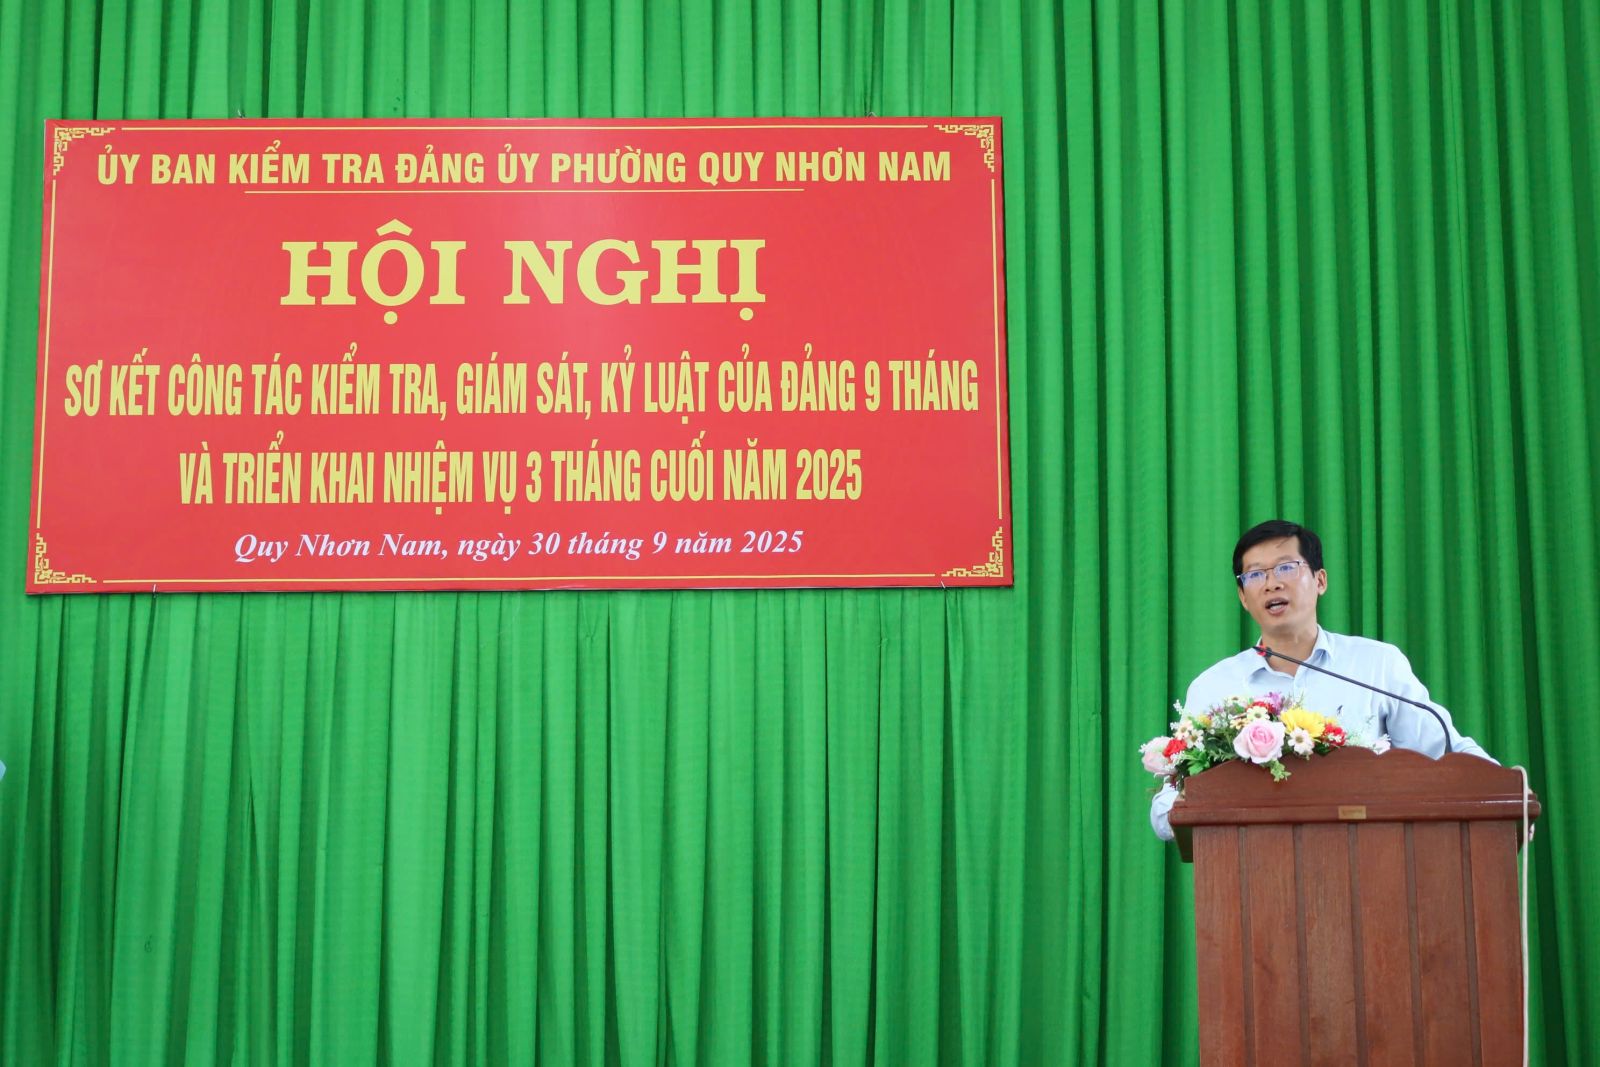 ỦY BAN KIỂM TRA ĐẢNG ỦY PHƯỜNG QUY NHƠN NAM
HỘI NGHỊ
SƠ KẾT CÔNG TÁC KIỂM TRA, GIÁM SÁT, KỶ LUẬT CỦA ĐẢNG 9 THÁNG
VÀ TRIỂN KHAI NHIỆM VỤ 3 THÁNG CUỐI NĂM 2025
Quy Nhơn Nam, ngày 30 tháng 9 năm 2025